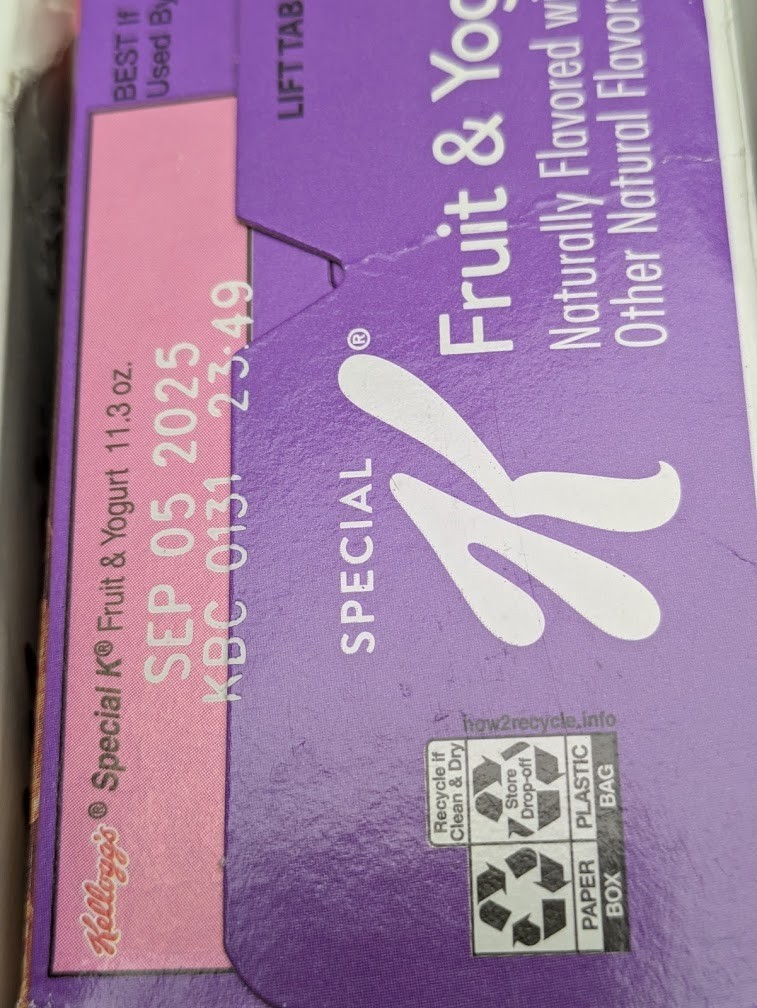 BEST If
Used By
LIFT TAB
Kellogg's® Special K® Fruit & Yogurt 11.3 oz.
SEP 05 2025
KBC 0131 23:49
SPECIAL
K®
Fruit &
Naturally Flavored
Other Natural
how2recycle.info
Recycle if
Clean & Dry
Store
Drop-off
PAPER
BOX
PLASTIC
BAG